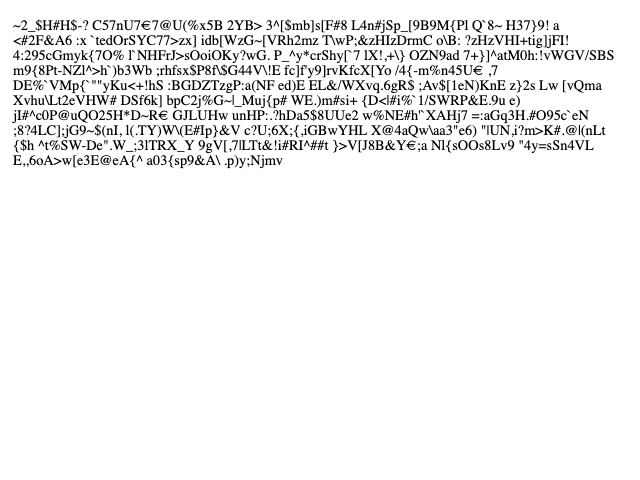 ~2_$H#H$-? C57nU7€7@U(%x5B 2YB> 3^[$mb]s[F#8 L4n#jSp_[9B9M{Pl Q`8~ H37}9! a
<#2F&A6 :x `tedOrSYC77>zx] idb[WzG~[VRh2mz T\wP;&zHIzDrmC o\B: ?zHzVHI+tig]jFI!
4:295cGmyk{7O% l`NHFrJ>sOoiOKy?wG. P_^y*crShy[`7 lX!,+\} OZN9ad 7+}]^atM0h:!vWGV/SBS
m9{8Pt-NZl^>h`)b3Wb ;rhfsx$P8f\$G44V\!E fc]f'y9]rvKfcX[Yo /4{-m%n45U€ ,7
DE%`VMp{`""yKu<+!hS :BGDZTzgP:a(NF ed)E EL&/WXvq.6gR$ ;Av$[1eN)KnE z}2s Lw [vQma
Xvhu\Lt2eVHW# DSf6k] bpC2j%G~|_Muj{p# WE.)m#si+ {D<l#i%`1/SWRP&E.9u e)
jI#^c0P@uQO25H*D~R€ GJLUHw unHP:.?hDa5$8UUe2 w%NE#h'`XAHj7 =:aGq3H.#O95c`eN
;8?4LC];jG9~$(nI, l(.TY)W\(E#Ip}&V c?U;6X;{,iGBwYHL X@4aQw\aa3"e6) "lUN,i?m>K#.@l(nLt
{$h ^t%SW-De".W_;3lTRX_Y 9gV[,7lLTt&!i#RI^##t }>V[J8B&Y€;a Nl{sOOs8Lv9 "4y=sSn4VL
E,,6oA>w[e3E@eA{^ a03{sp9&A\ .p)y;Njmv